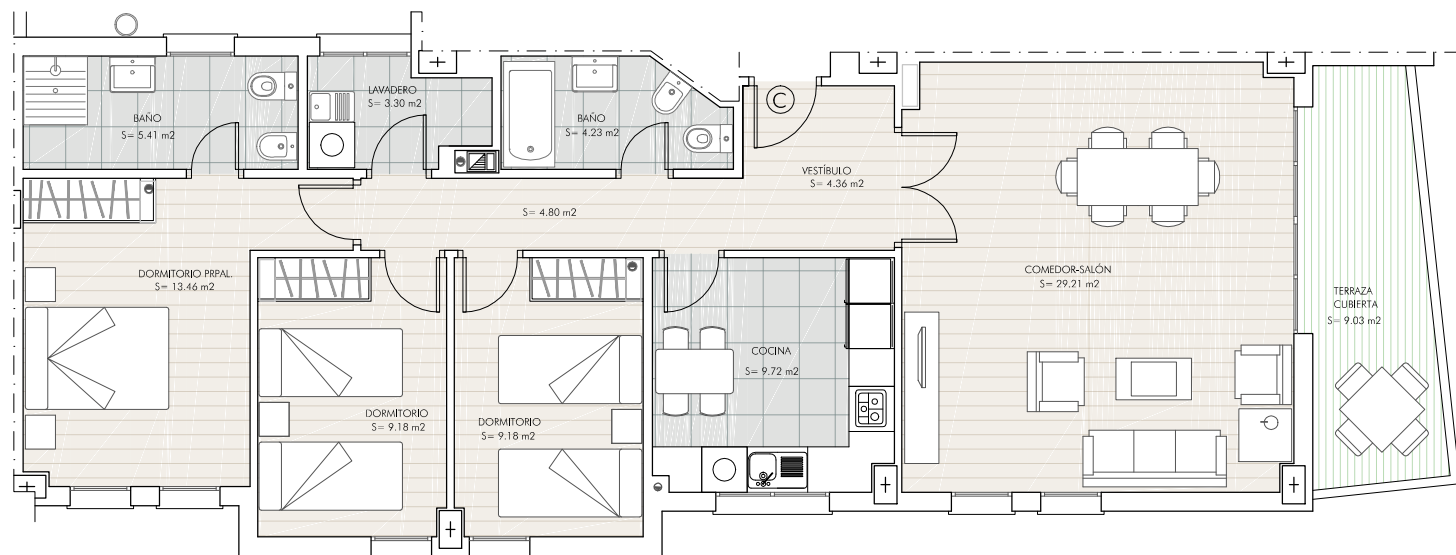 BAÑO
S= 5.41 m2
LAVADERO
S= 3.30 m2
BAÑO
S= 4.23 m2
C
VESTÍBULO
S= 4.36 m2
S= 4.80 m2
DORMITORIO PRPAL.
S= 13.46 m2
DORMITORIO
S= 9.18 m2
DORMITORIO
S= 9.18 m2
COCINA
S= 9.72 m2
COMEDOR-SALÓN
S= 29.21 m2
TERRAZA
CUBIERTA
S= 9.03 m2